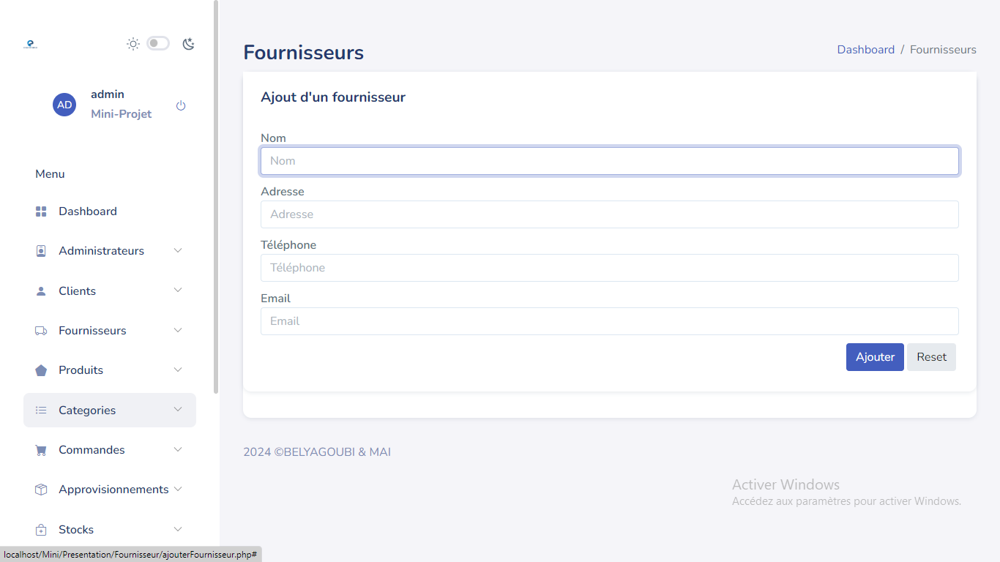 AD
admin
Mini-Projet
Menu
Dashboard
Administrateurs
Clients
Fournisseurs
Produits
Categories
Commandes
Approvisionnements
Stocks
Fournisseurs
Dashboard / Fournisseurs
Ajout d'un fournisseur
Nom
Nom
Adresse
Adresse
Téléphone
Téléphone
Email
Email
Ajouter Reset
2024 ©BELYAGOUBI & MAI
Activer Windows
Accédez aux paramètres pour activer Windows.
localhost/Mini/Presentation/Fournisseur/ajouterFournisseur.php#